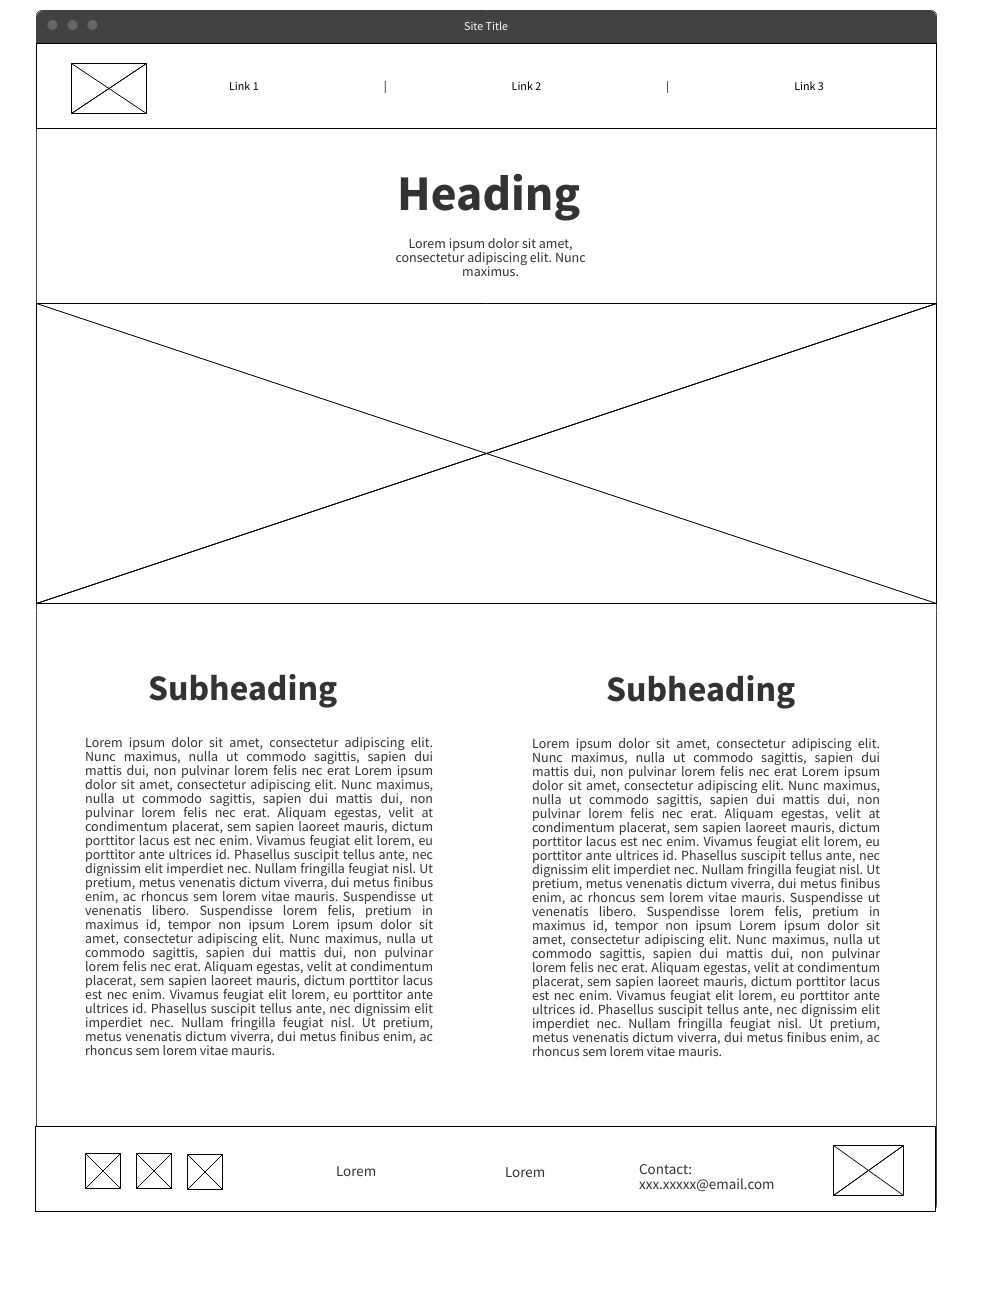 Site Title
Link 1 | Link 2 | Link 3
Heading
Lorem ipsum dolor sit amet,
consectetur adipiscing elit. Nunc
maximus.
Subheading
Lorem ipsum dolor sit amet, consectetur adipiscing elit.
Nunc maximus, nulla ut commodo sagittis, sapien dui
mattis dui, non pulvinar lorem felis nec erat Lorem ipsum
dolor sit amet, consectetur adipiscing elit. Nunc maximus,
nulla ut commodo sagittis, sapien dui mattis dui, non
pulvinar lorem felis nec erat. Aliquam egestas, velit at
condimentum placerat, sem sapien laoreet mauris, dictum
porttitor lacus est nec enim. Vivamus feugiat elit lorem, eu
porttitor ante ultrices id. Phasellus suscipit tellus ante, nec
dignissim elit imperdiet nec. Nullam fringilla feugiat nisl. Ut
pretium, metus venenatis dictum viverra, dui metus finibus
enim, ac rhoncus sem lorem vitae mauris. Suspendisse ut
venenatis libero. Suspendisse lorem felis, pretium in
maximus id, tempor non ipsum Lorem ipsum dolor sit
amet, consectetur adipiscing elit. Nunc maximus, nulla ut
commodo sagittis, sapien dui mattis dui, non pulvinar
lorem felis nec erat. Aliquam egestas, velit at condimentum
placerat, sem sapien laoreet mauris, dictum porttitor lacus
est nec enim. Vivamus feugiat elit lorem, eu porttitor ante
ultrices id. Phasellus suscipit tellus ante, nec dignissim elit
imperdiet nec. Nullam fringilla feugiat nisl. Ut pretium,
metus venenatis dictum viverra, dui metus finibus enim, ac
rhoncus sem lorem vitae mauris.
Subheading
Lorem ipsum dolor sit amet, consectetur adipiscing elit.
Nunc maximus, nulla ut commodo sagittis, sapien dui
mattis dui, non pulvinar lorem felis nec erat Lorem ipsum
dolor sit amet, consectetur adipiscing elit. Nunc maximus,
nulla ut commodo sagittis, sapien dui mattis dui, non
pulvinar lorem felis nec erat. Aliquam egestas, velit at
condimentum placerat, sem sapien laoreet mauris, dictum
porttitor lacus est nec enim. Vivamus feugiat elit lorem, eu
porttitor ante ultrices id. Phasellus suscipit tellus ante, nec
dignissim elit imperdiet nec. Nullam fringilla feugiat nisl. Ut
pretium, metus venenatis dictum viverra, dui metus finibus
enim, ac rhoncus sem lorem vitae mauris. Suspendisse ut
venenatis libero. Suspendisse lorem felis, pretium in
maximus id, tempor non ipsum Lorem ipsum dolor sit
amet, consectetur adipiscing elit. Nunc maximus, nulla ut
commodo sagittis, sapien dui mattis dui, non pulvinar
lorem felis nec erat. Aliquam egestas, velit at condimentum
placerat, sem sapien laoreet mauris, dictum porttitor lacus
est nec enim. Vivamus feugiat elit lorem, eu porttitor ante
ultrices id. Phasellus suscipit tellus ante, nec dignissim elit
imperdiet nec. Nullam fringilla feugiat nisl. Ut pretium,
metus venenatis dictum viverra, dui metus finibus enim, ac
rhoncus sem lorem vitae mauris.
Lorem
Lorem
Contact:
xxx.xxxxx@email.com